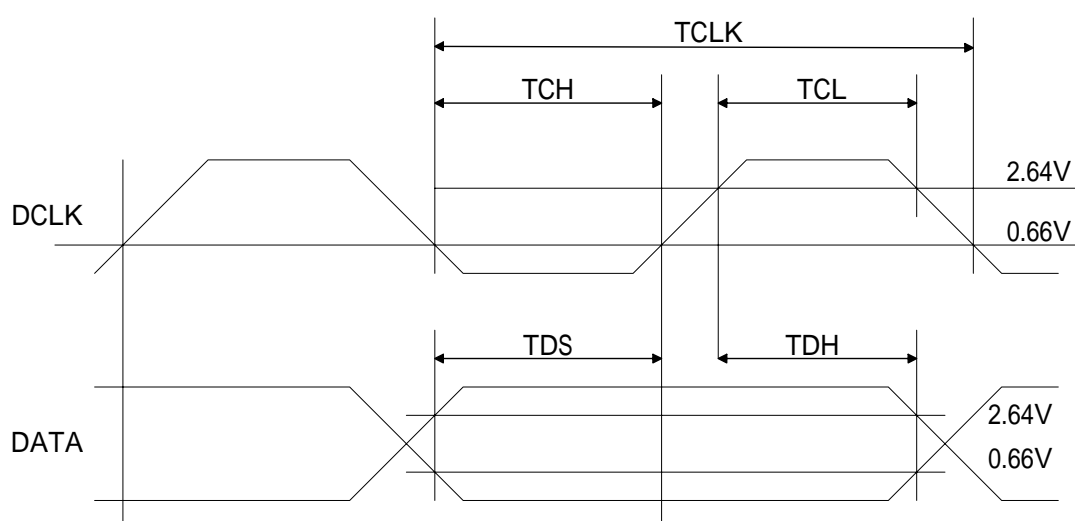 TCLK
TCH TCL
2.64V
DCLK
0.66V
TDS TDH
2.64V
DATA
0.66V